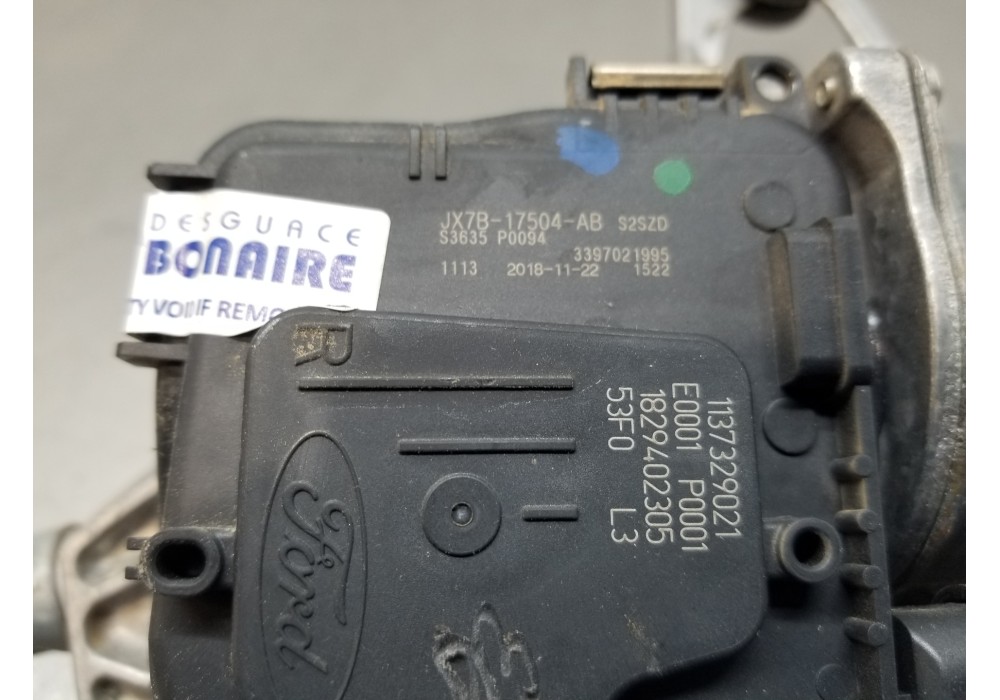 DESGUACE
BONAIRE
TY VOID IF REMO
JX7B-17504-AB S2SZD
S3635 P0094
3397021995
1113 2018-11-22 1522
R
1137329021
E0001 P0001
1829402305
53F0 L3
Ford